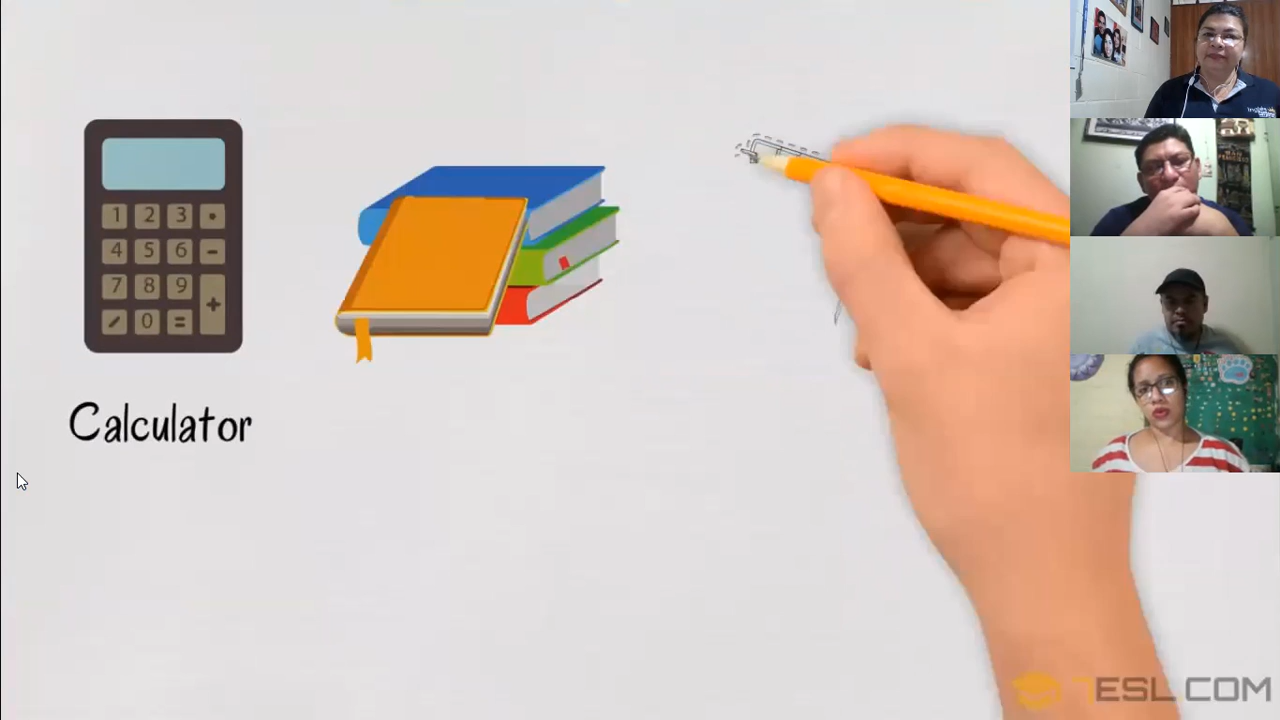 1 2 3 •
4 5 6 -
7 8 9 +
/ 0 =
Calculator
7ESL.COM